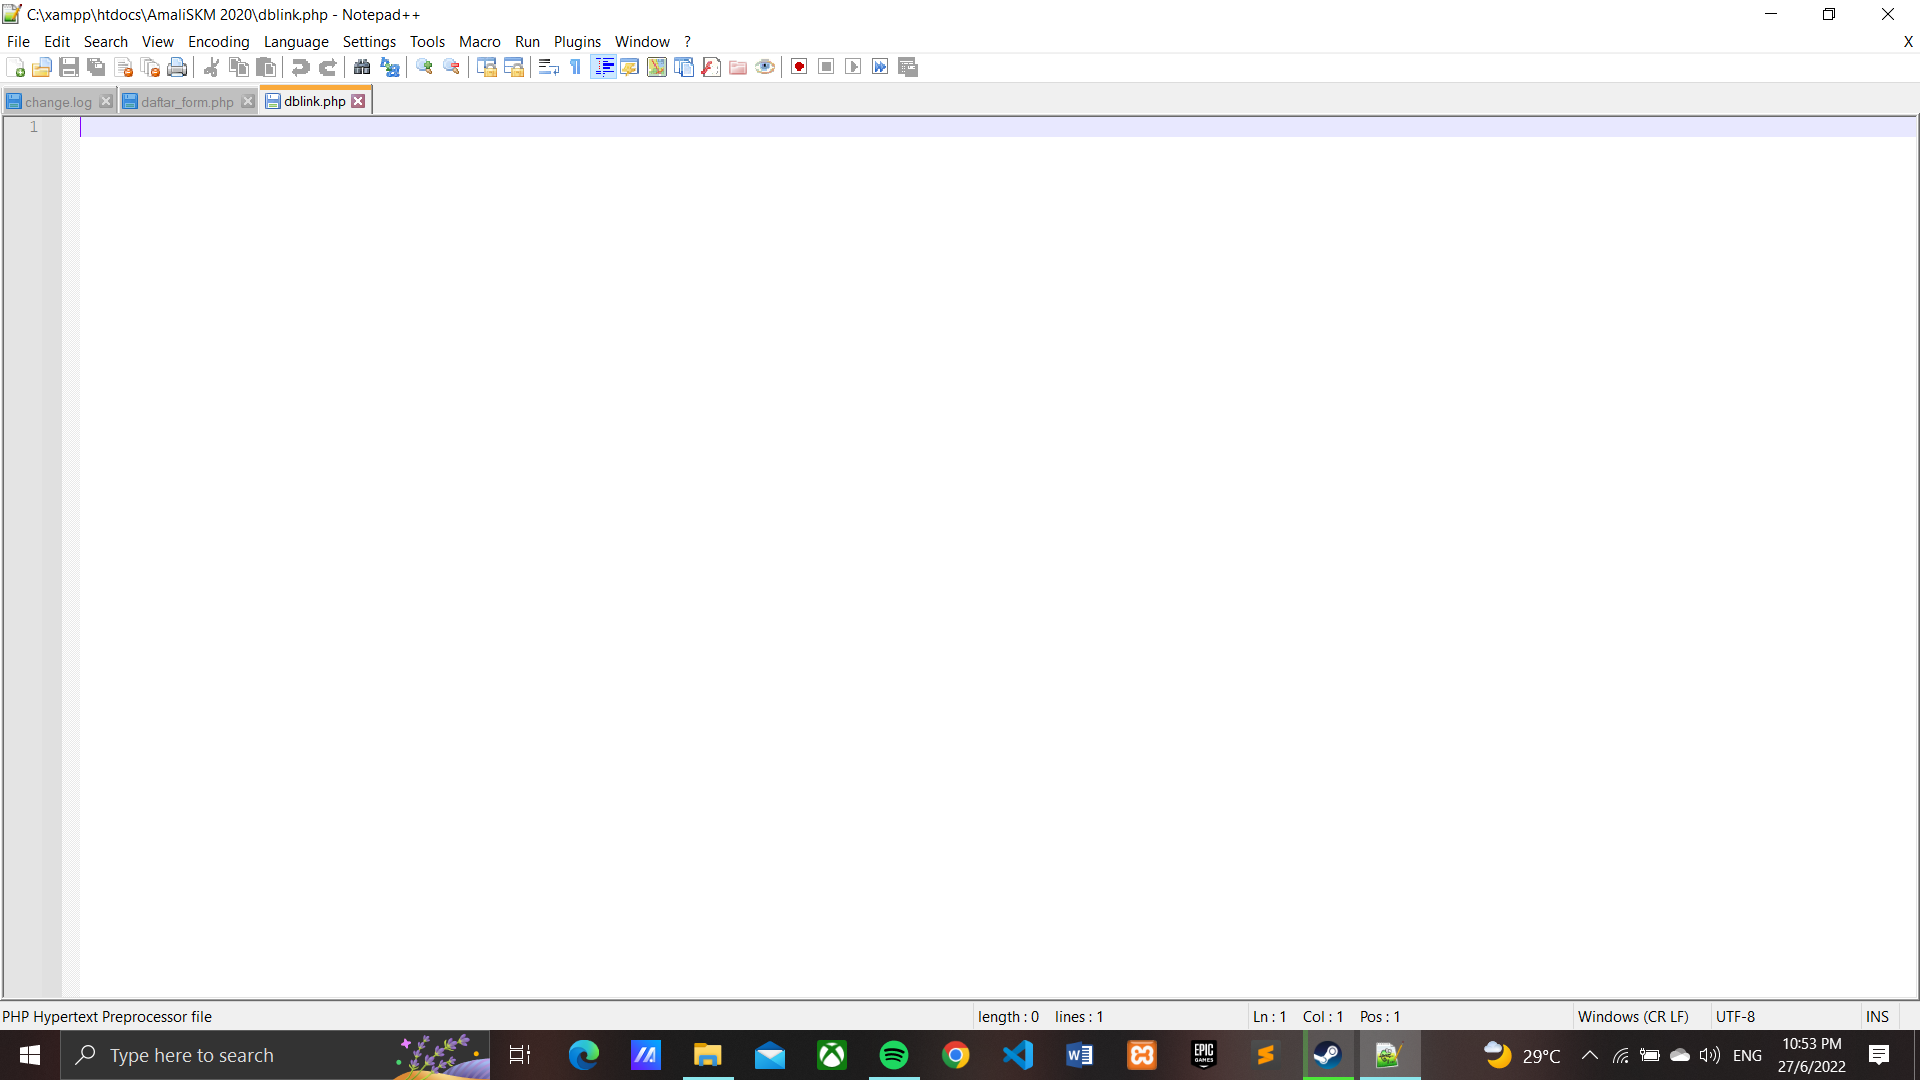 C:\xampp\htdocs\AmaliSKM 2020\dblink.php - Notepad++
File Edit Search View Encoding Language Settings Tools Macro Run Plugins Window ? X
change.log daftar_form.php dblink.php
1
PHP Hypertext Preprocessor file length : 0 lines : 1 Ln : 1 Col : 1 Pos : 1 Windows (CR LF) UTF-8 INS
Type here to search EPIC GAMES 29°C ENG 10:53 PM
27/6/2022